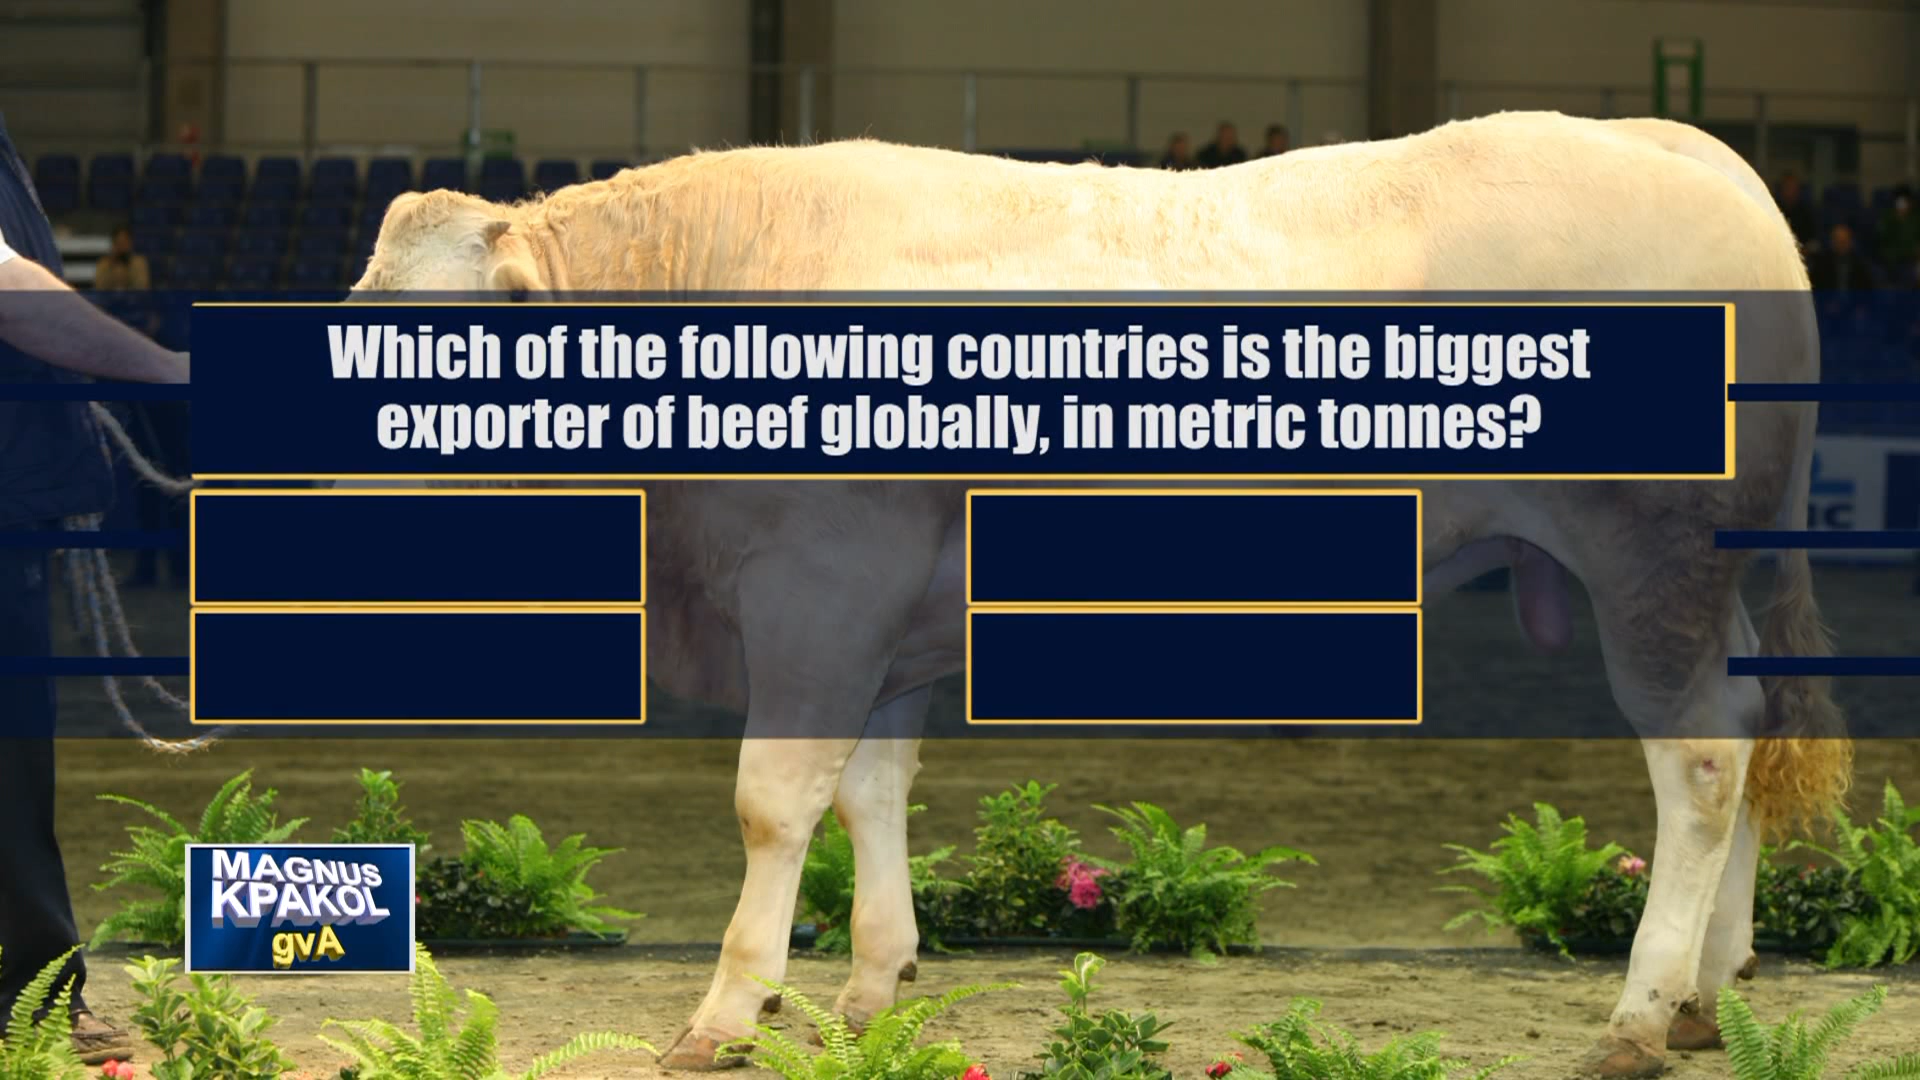 Which of the following countries is the biggest
exporter of beef globally, in metric tonnes?
MAGNUS
KPAKOL
gvA